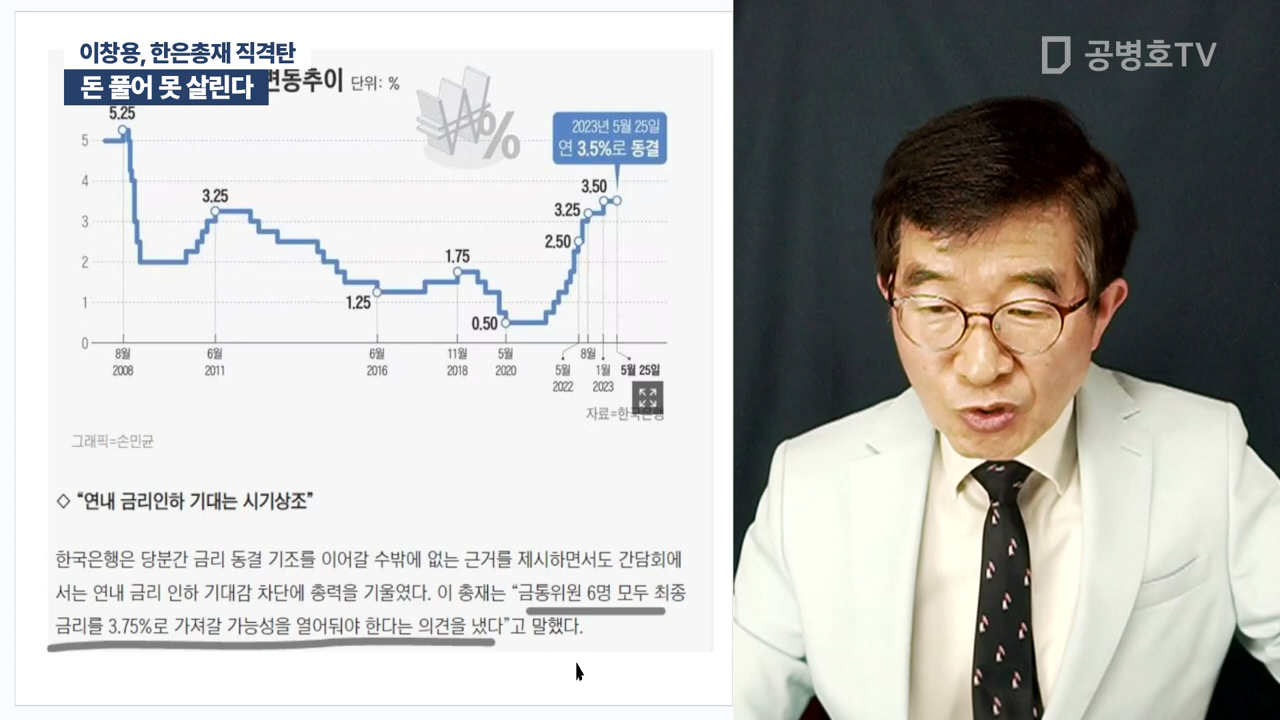 이창용, 한은총재 직격탄
돈 풀어 못 살린다
변동추이 단위: %
공병호TV
%
2023년 5월 25일
연 3.5%로 동결
5.25
5
4
3
2
1
0
3.25
1.25
1.75
0.50
2.50
3.25
3.50
8월
2008
6월
2011
6월
2016
11월
2018
5월
2020
5월
2022
8월
1월
2023
5월 25일
자료=한국은행
그래픽=손민균
◇ “연내 금리인하 기대는 시기상조”
한국은행은 당분간 금리 동결 기조를 이어갈 수밖에 없는 근거를 제시하면서도 간담회에
서는 연내 금리 인하 기대감 차단에 총력을 기울였다. 이 총재는 “금통위원 6명 모두 최종
금리를 3.75%로 가져갈 가능성을 열어둬야 한다는 의견을 냈다”고 말했다.